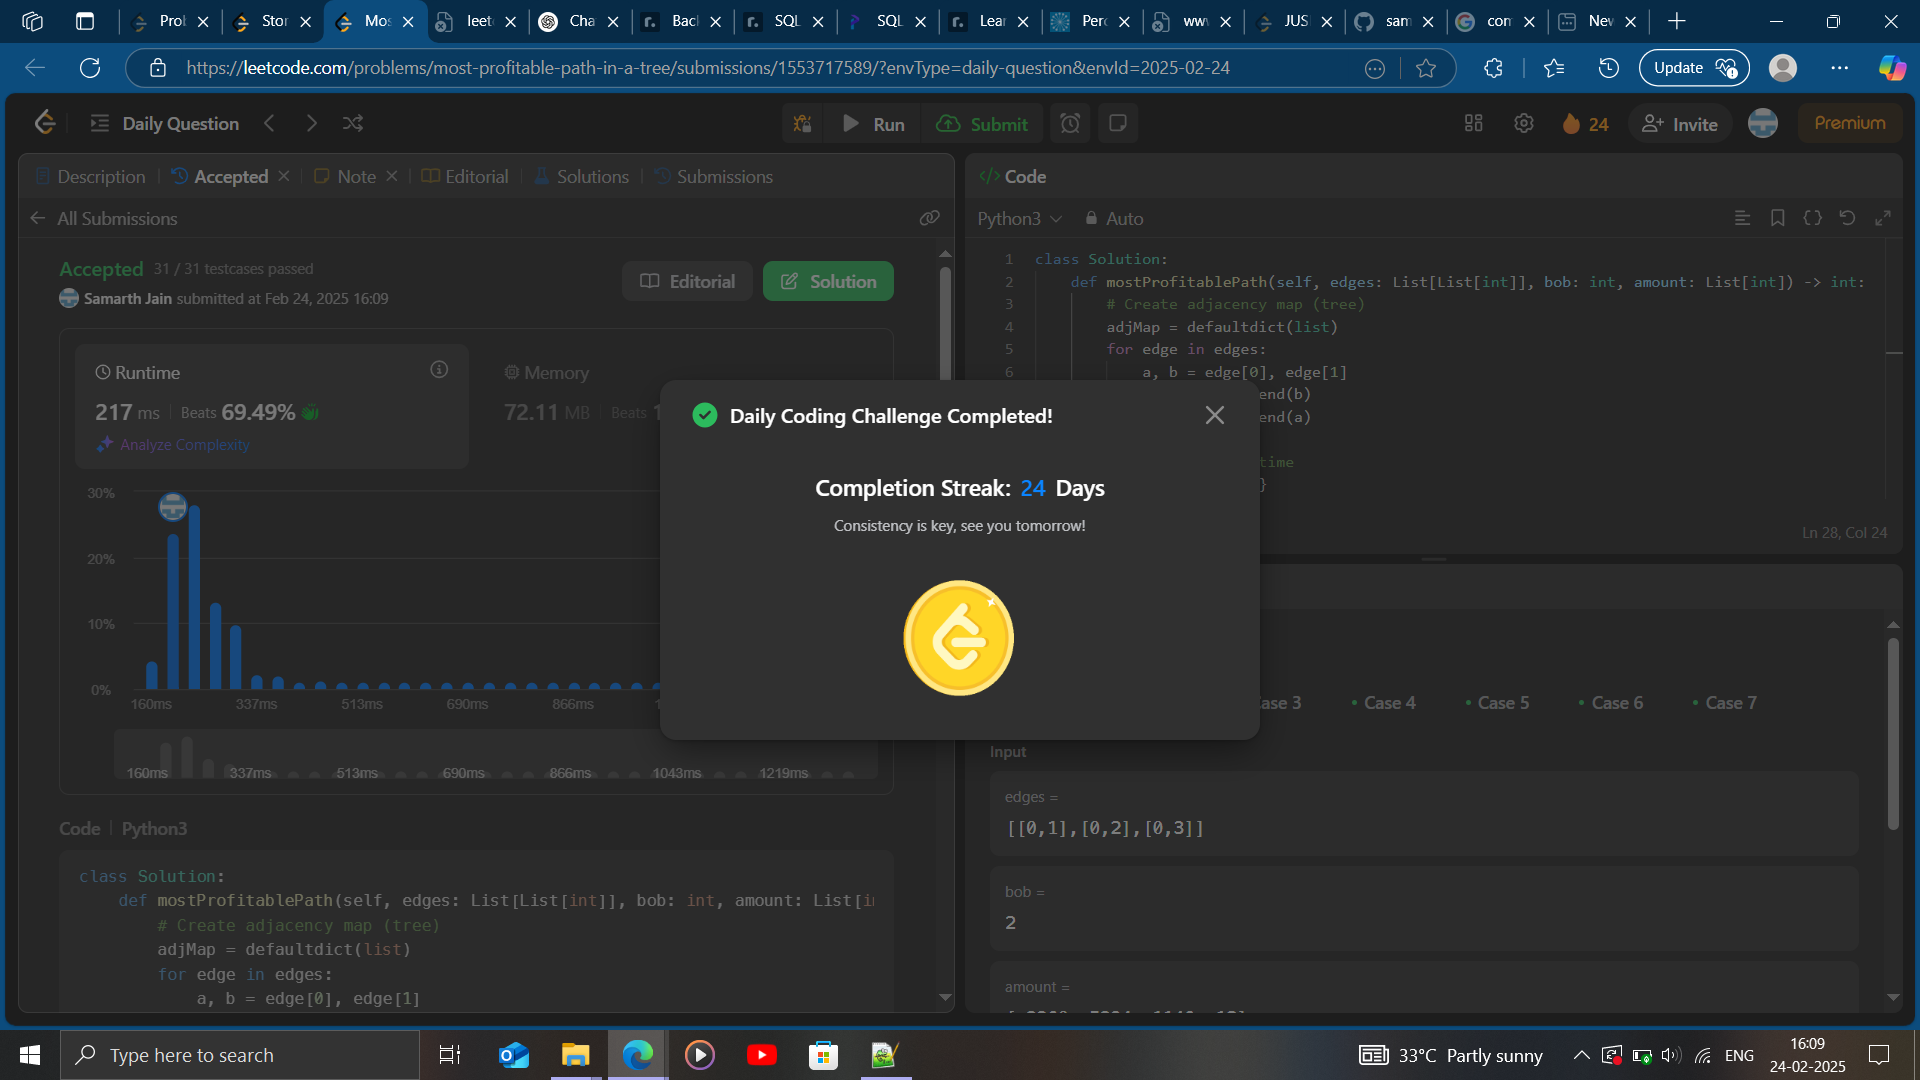 Pro
Stor
Mos
leet
Cha
Bacl
SQL
SQL
Lear
Perc
ww
JUS
sam
com
Nev
https://leetcode.com/problems/most-profitable-path-in-a-tree/submissions/1553717589/?envType=daily-question&envId=2025-02-24
Update
Daily Question
Run
Submit
24
Invite
Premium
Description
Accepted
Note
Editorial
Solutions
Submissions
All Submissions
Accepted 31 / 31 testcases passed
Samarth Jain submitted at Feb 24, 2025 16:09
Editorial
Solution
Runtime
217 ms | Beats 69.49%
Analyze Complexity
Memory
72.11 MB | Beats 1
30%
20%
10%
0%
160ms 337ms 513ms 690ms 866ms 1
160ms 337ms 513ms 690ms 866ms 1043ms 1219ms
Code | Python3
class Solution:
def mostProfitablePath(self, edges: List[List[int]], bob: int, amount: List[in
# Create adjacency map (tree)
adjMap = defaultdict(list)
for edge in edges:
a, b = edge[0], edge[1]
Daily Coding Challenge Completed!
Completion Streak: 24 Days
Consistency is key, see you tomorrow!
</> Code
Python3
Auto
1 class Solution:
2 def mostProfitablePath(self, edges: List[List[int]], bob: int, amount: List[int]) -> int:
3 # Create adjacency map (tree)
4 adjMap = defaultdict(list)
5 for edge in edges:
6 a, b = edge[0], edge[1]
end(b)
end(a)
time
}
Ln 28, Col 24
ase 3
Case 4
Case 5
Case 6
Case 7
Input
edges =
[[0,1],[0,2],[0,3]]
bob =
2
amount =
Type here to search
33°C Partly sunny
ENG
16:09
24-02-2025